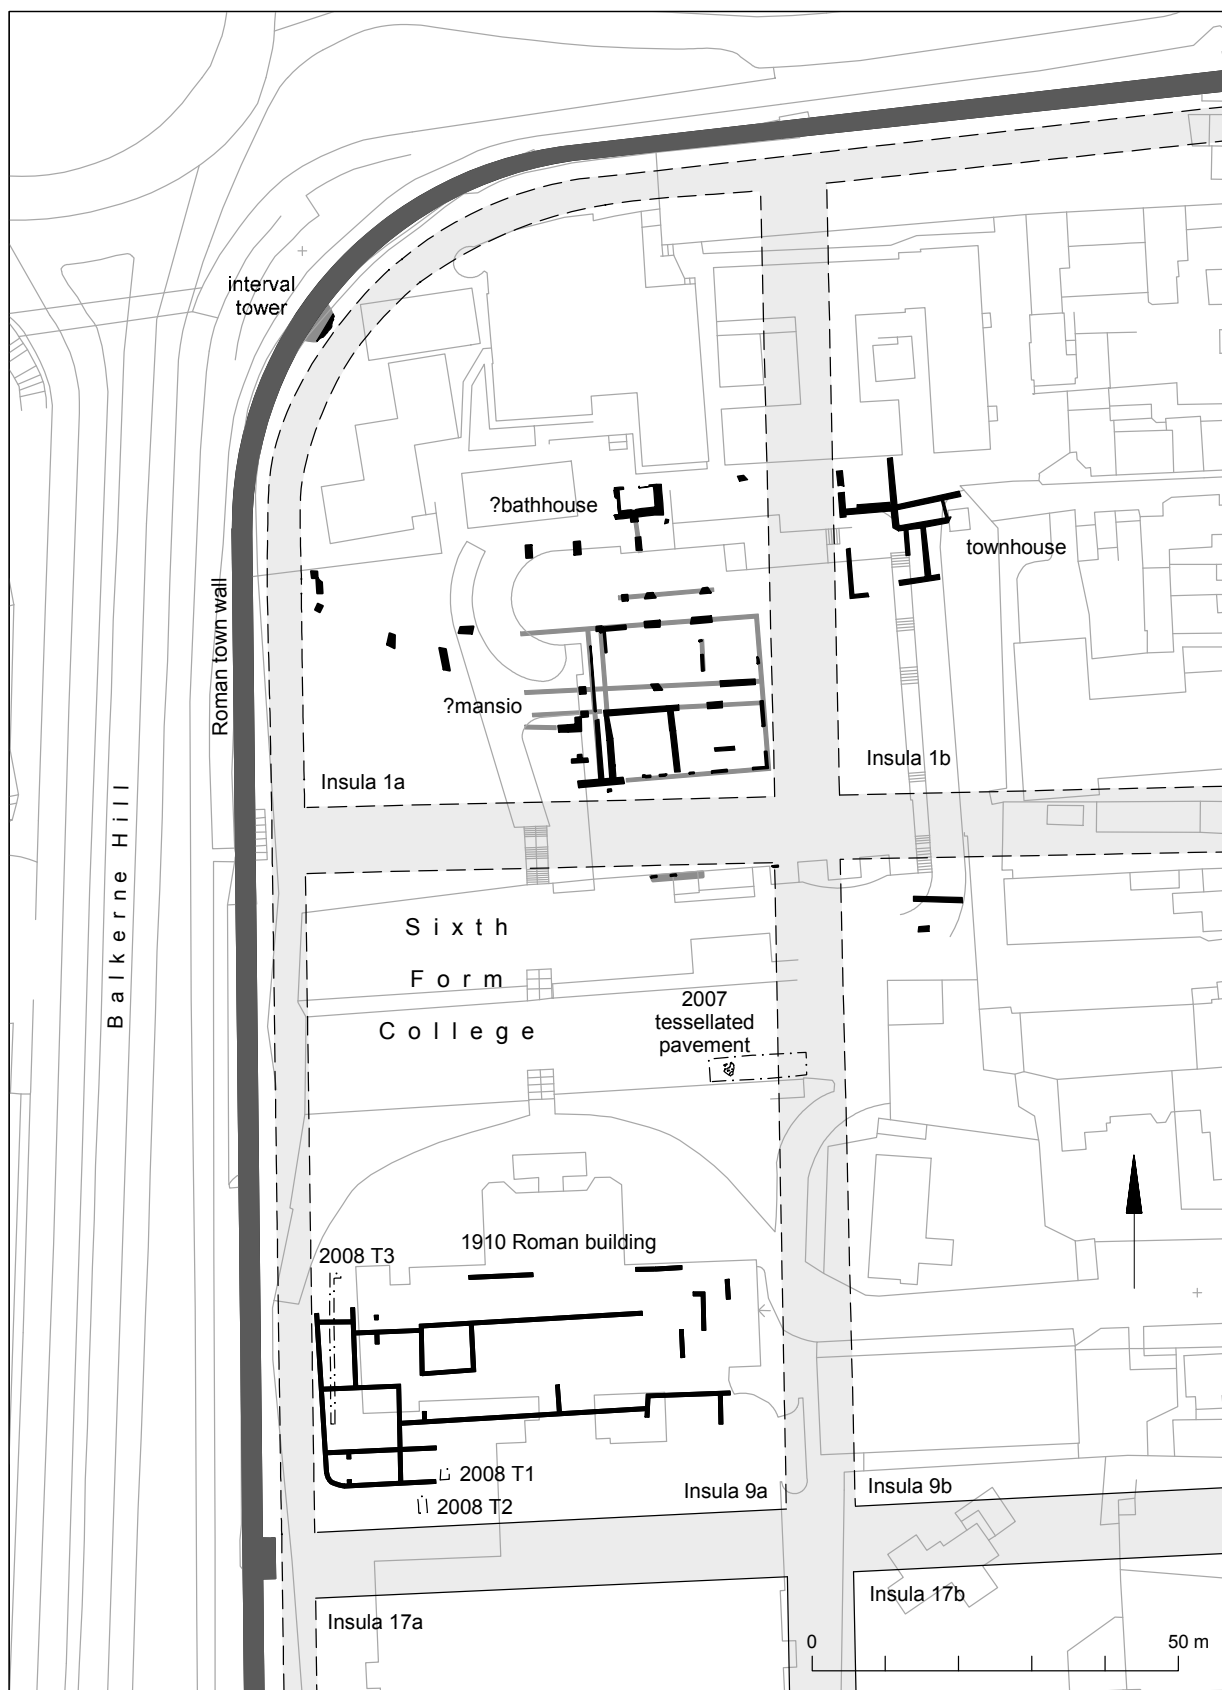 interval
tower
?bathhouse
townhouse
Roman town wall
?mansio
Insula 1a
Insula 1b
Balkerne Hill
Sixth
Form
College
2007
tessellated
pavement
1910 Roman building
2008 T3
2008 T1
2008 T2
Insula 9a
Insula 9b
Insula 17a
Insula 17b
0 50 m